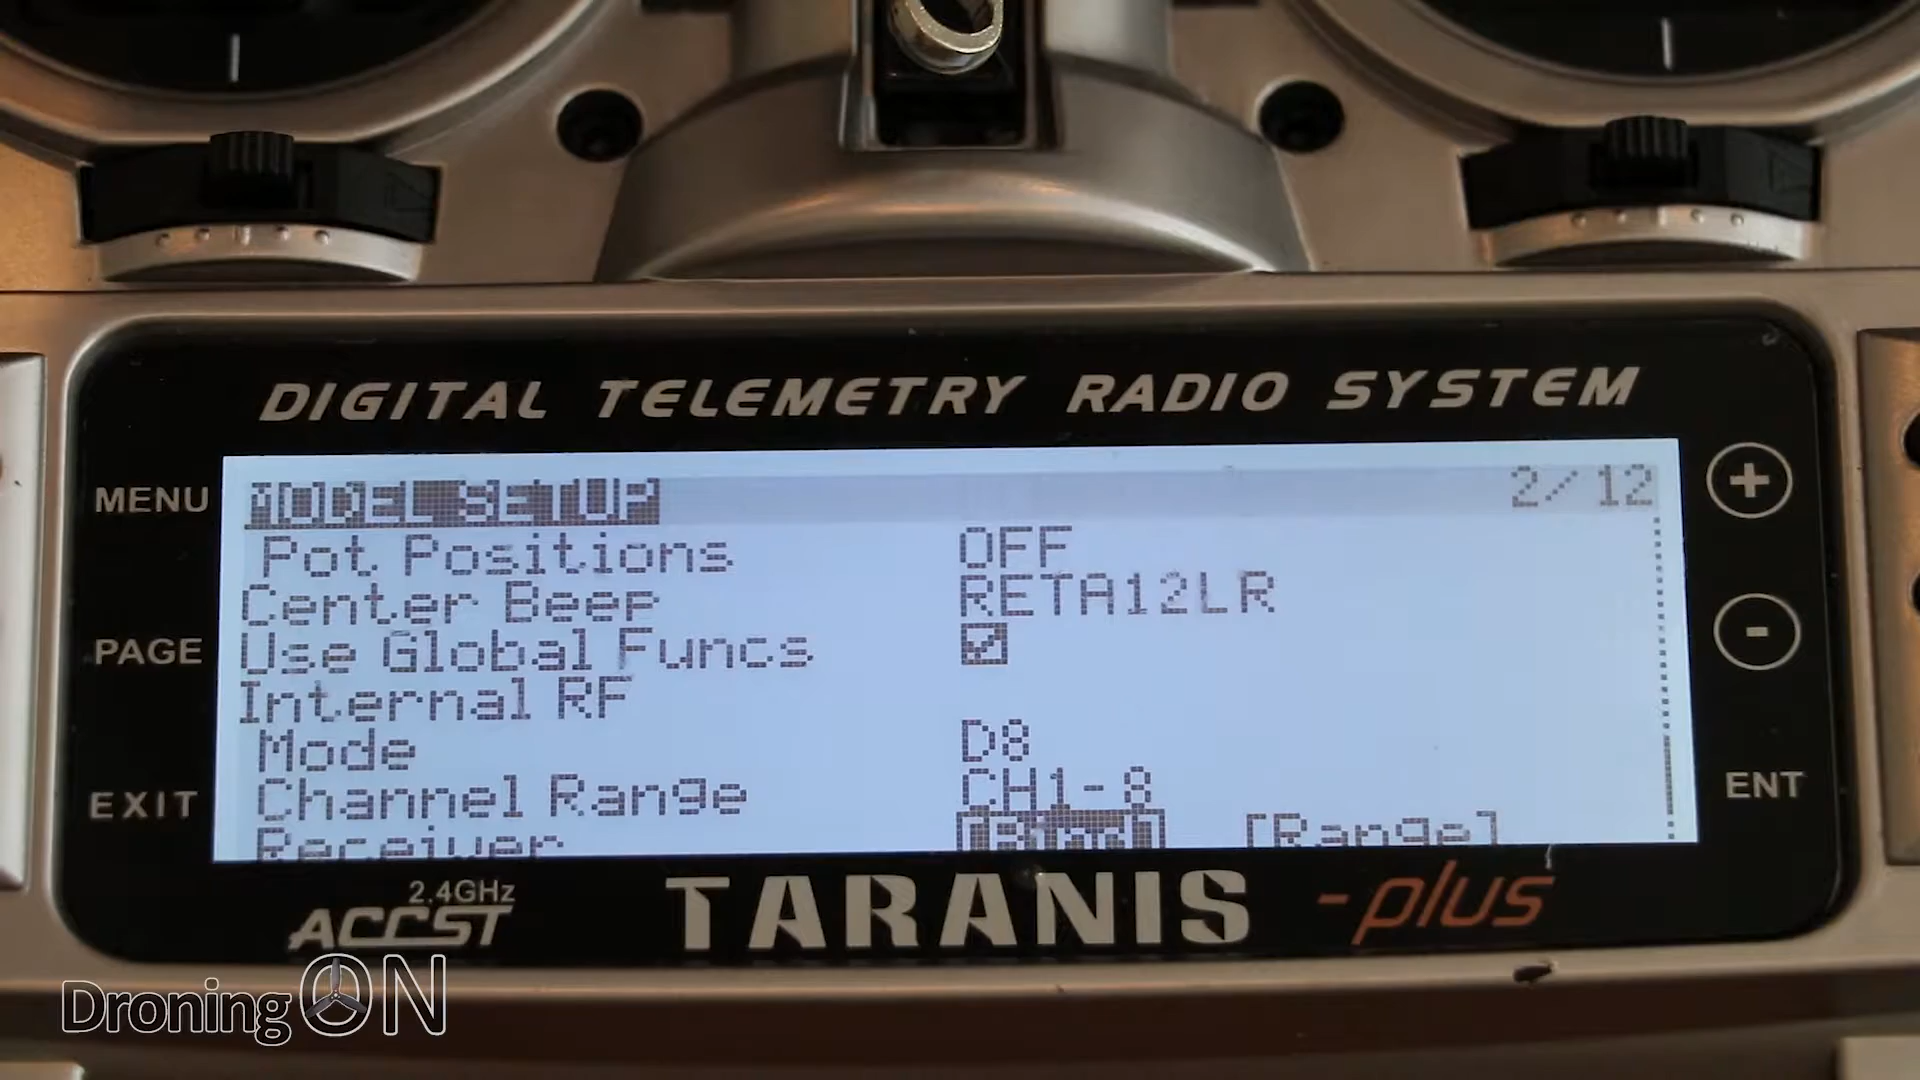 DIGITAL TELEMETRY RADIO SYSTEM
MENU
PAGE
EXIT
MODEL SETUP 2/12
Pot Positions OFF
Center Beep RETA12LR
Use Global Funcs
Internal RF
Mode D8
Channel Range CH1-8
Receiver [Bind] [Range]
+
-
ENT
2.4GHz
ACCST
TARANIS -plus
DroningON